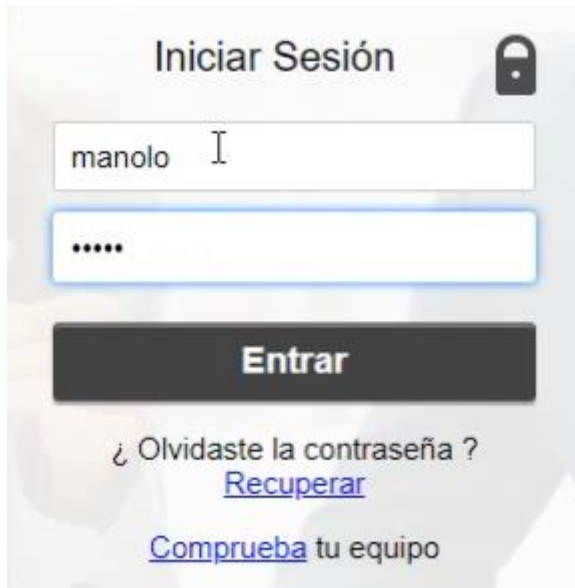 Iniciar Sesión
manolo
•••••
Entrar
¿ Olvidaste la contraseña ?
Recuperar
Comprueba tu equipo